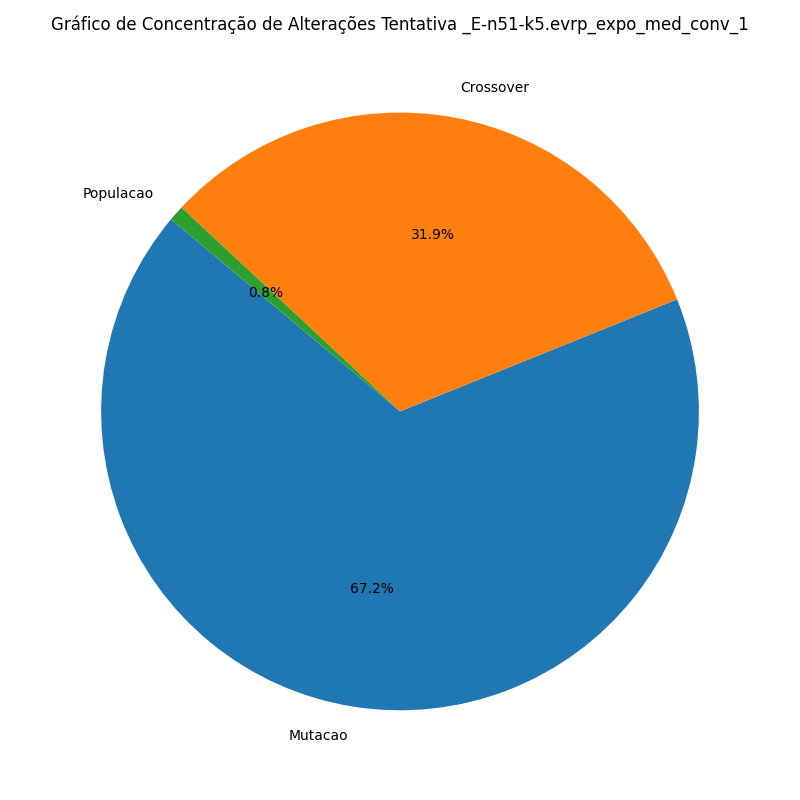 Gráfico de Concentração de Alterações Tentativa _E-n51-k5.evrp_expo_med_conv_1
Crossover
Populacao
31.9%
0.8%
67.2%
Mutacao